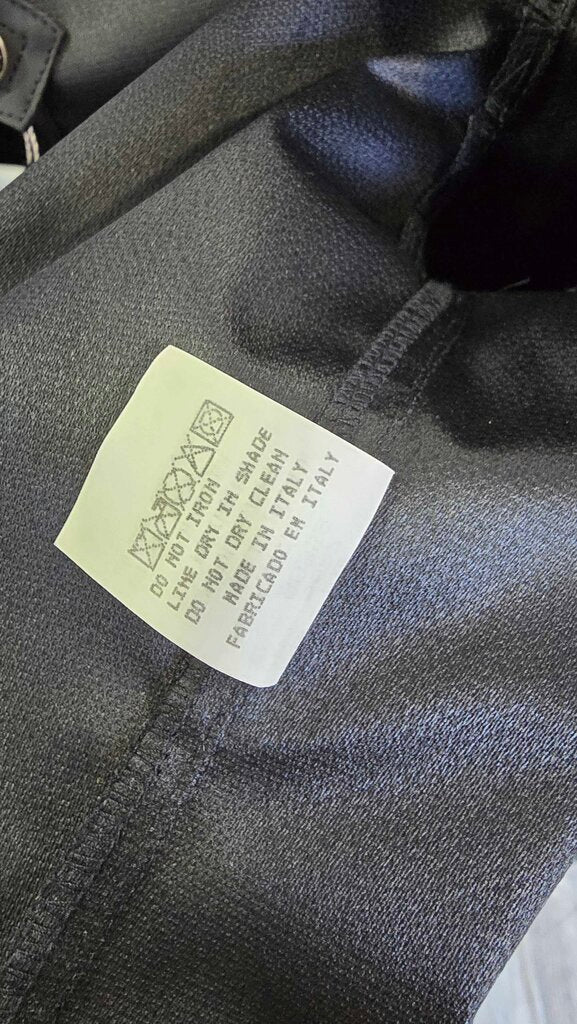 DO NOT IRON
LINE DRY IN SHADE
DO NOT DRY CLEAN
MADE IN ITALY
FABRICADO EM ITALY